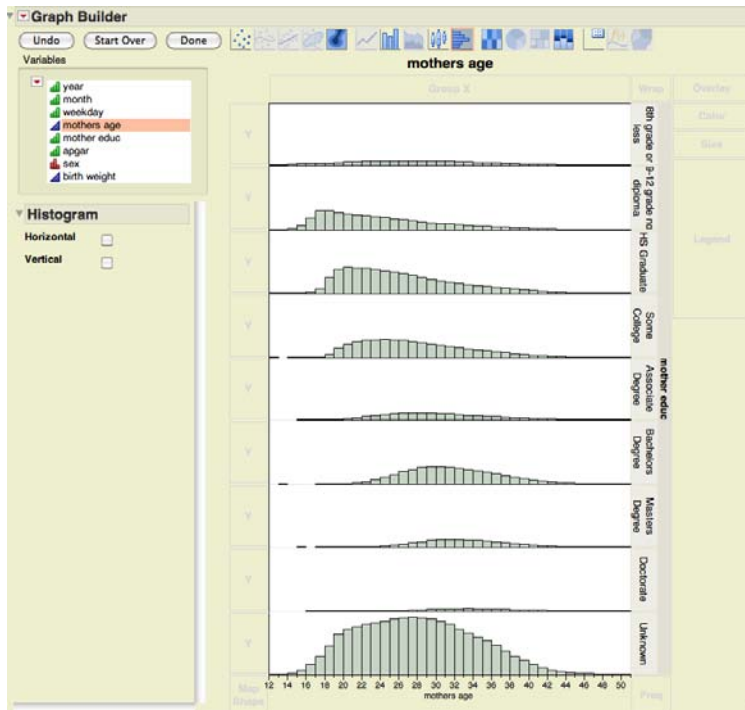 Graph Builder
Undo Start Over Done
Variables
year
month
weekday
mothers age
mother educ
apgar
sex
birth weight
Histogram
Horizontal
Vertical
mothers age
Group X
Wrap
Overlay
Color
Size
Legend
Y
8th grade or
less
Y
9-12 grade no
diploma
Y
HS Graduate
Y
Some
College
Y
Associate
Degree
Y
Bachelors
Degree
Y
Masters
Degree
Y
Doctorate
Y
Unknown
mother educ
Map
Shape
12 14 16 18 20 22 24 26 28 30 32 34 36 38 40 42 44 46 48 50
mothers age
Freq